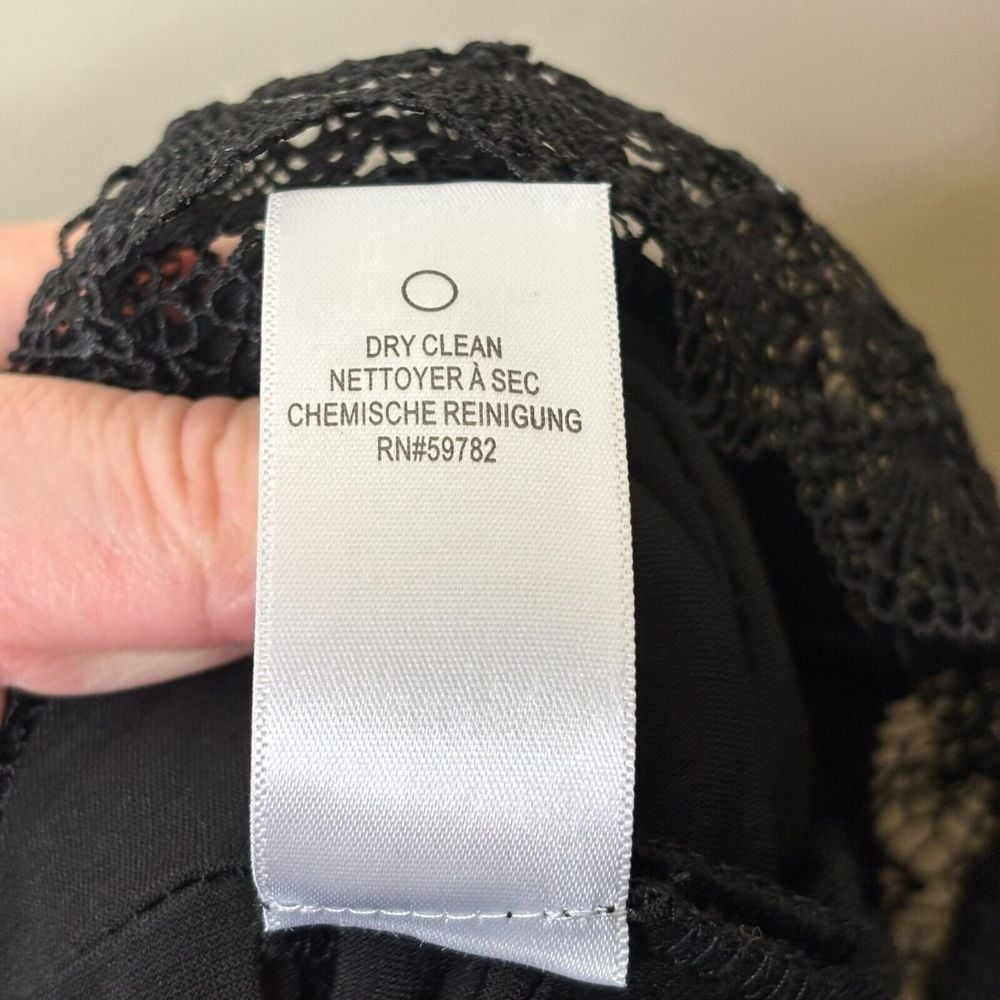 DRY CLEAN
NETTOYER À SEC
CHEMISCHE REINIGUNG
RN#59782